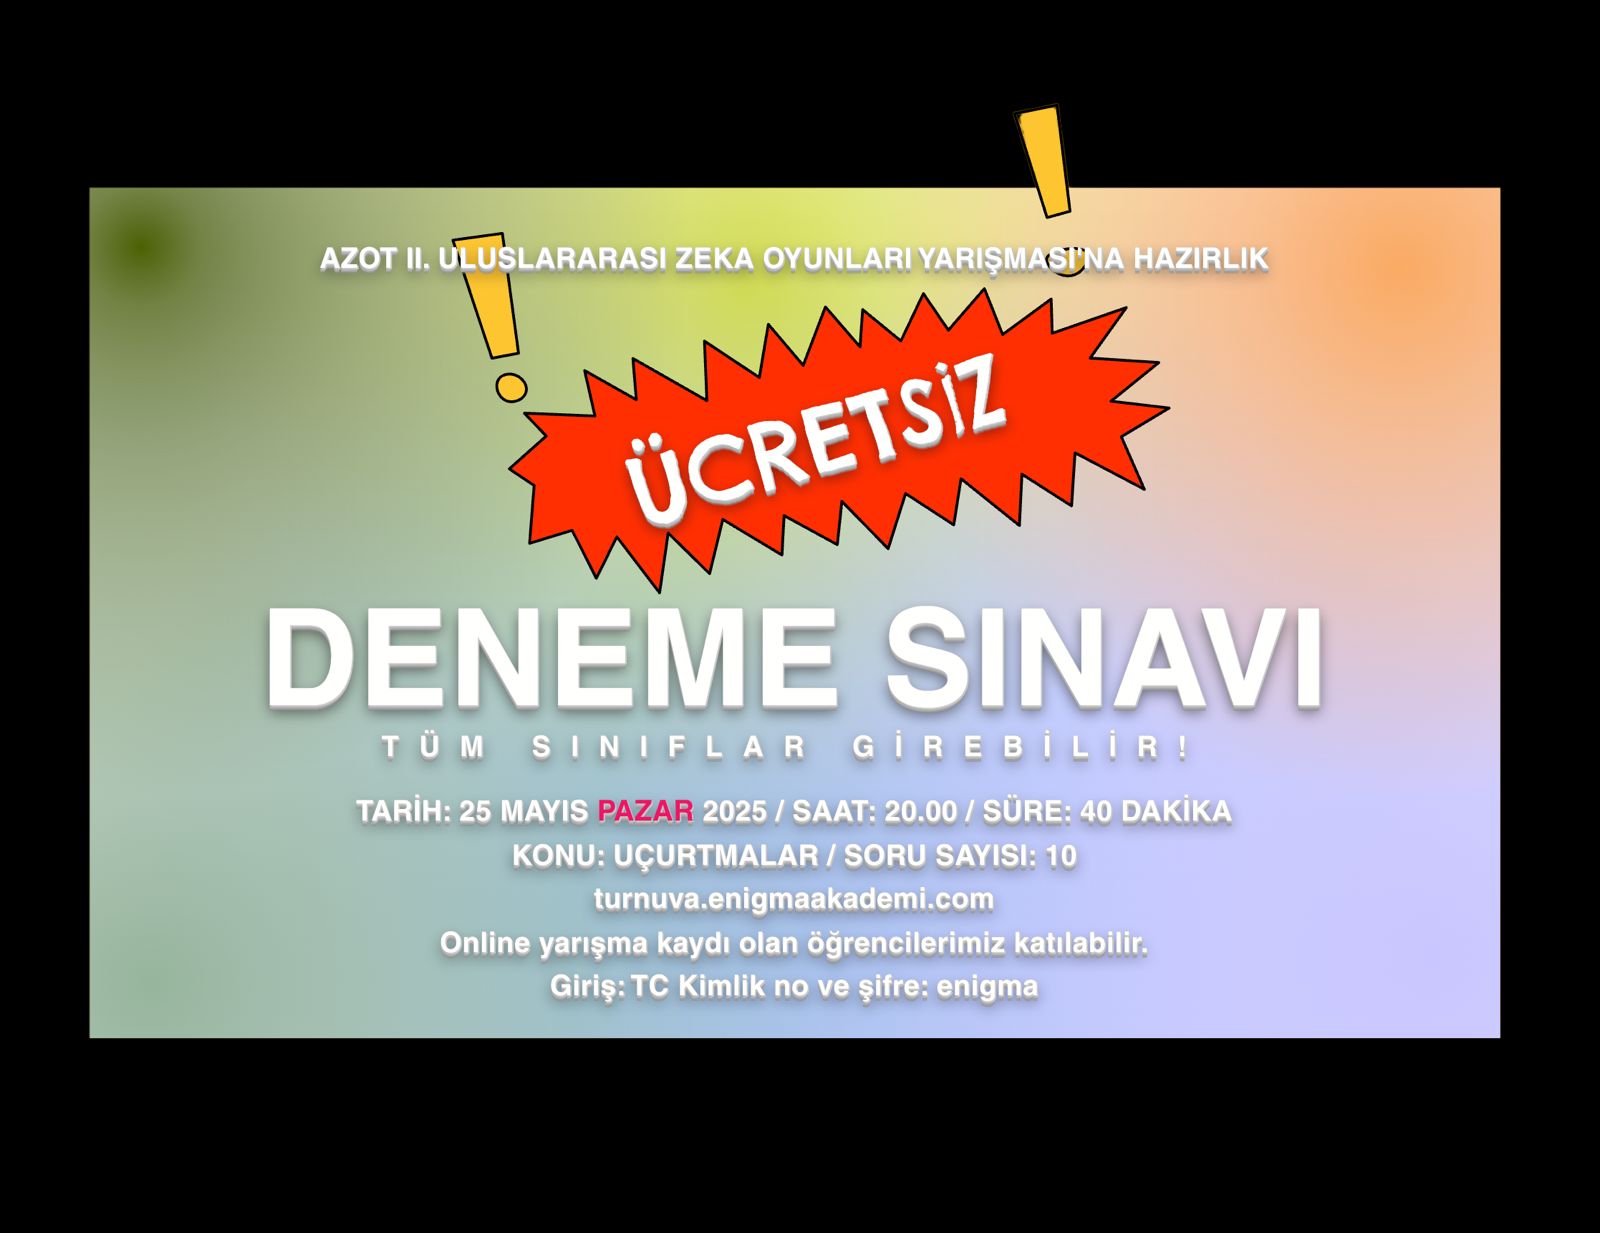 AZOT II. ULUSLARARASI ZEKA OYUNLARI YARIŞMASI'NA HAZIRLIK
ÜCRETSİZ
DENEME SINAVI
TÜM SINIFLAR GİREBİLİR!
TARİH: 25 MAYIS PAZAR 2025 / SAAT: 20.00 / SÜRE: 40 DAKİKA
KONU: UÇURTMALAR / SORU SAYISI: 10
turnuva.enigmaakademi.com
Online yarışma kaydı olan öğrencilerimiz katılabilir.
Giriş: TC Kimlik no ve şifre: enigma